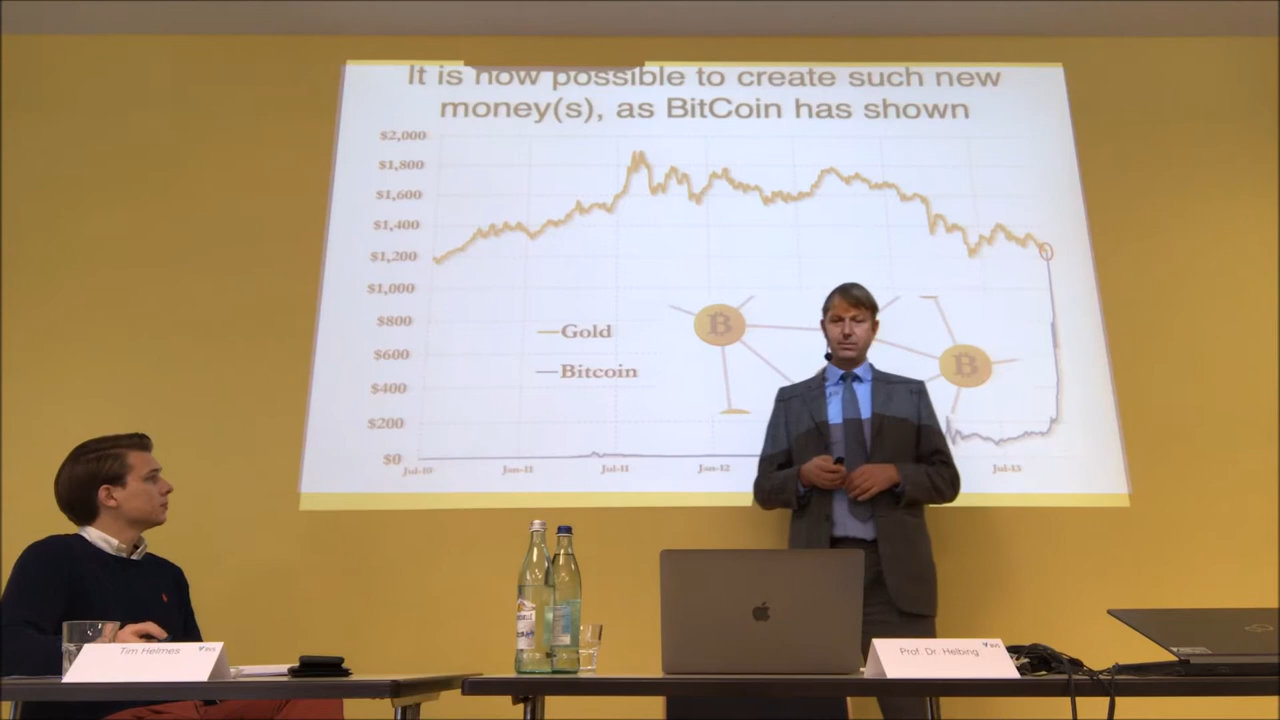 It is now possible to create such new
money(s), as BitCoin has shown
$2,000
$1,800
$1,600
$1,400
$1,200
$1,000
$800
$600
$400
$200
$0
Gold
Bitcoin
Jul-10
Jan-11
Jul-11
Jan-12
Jul-13
Tim Helmes
BVS
Prof. Dr. Helbing
BVS